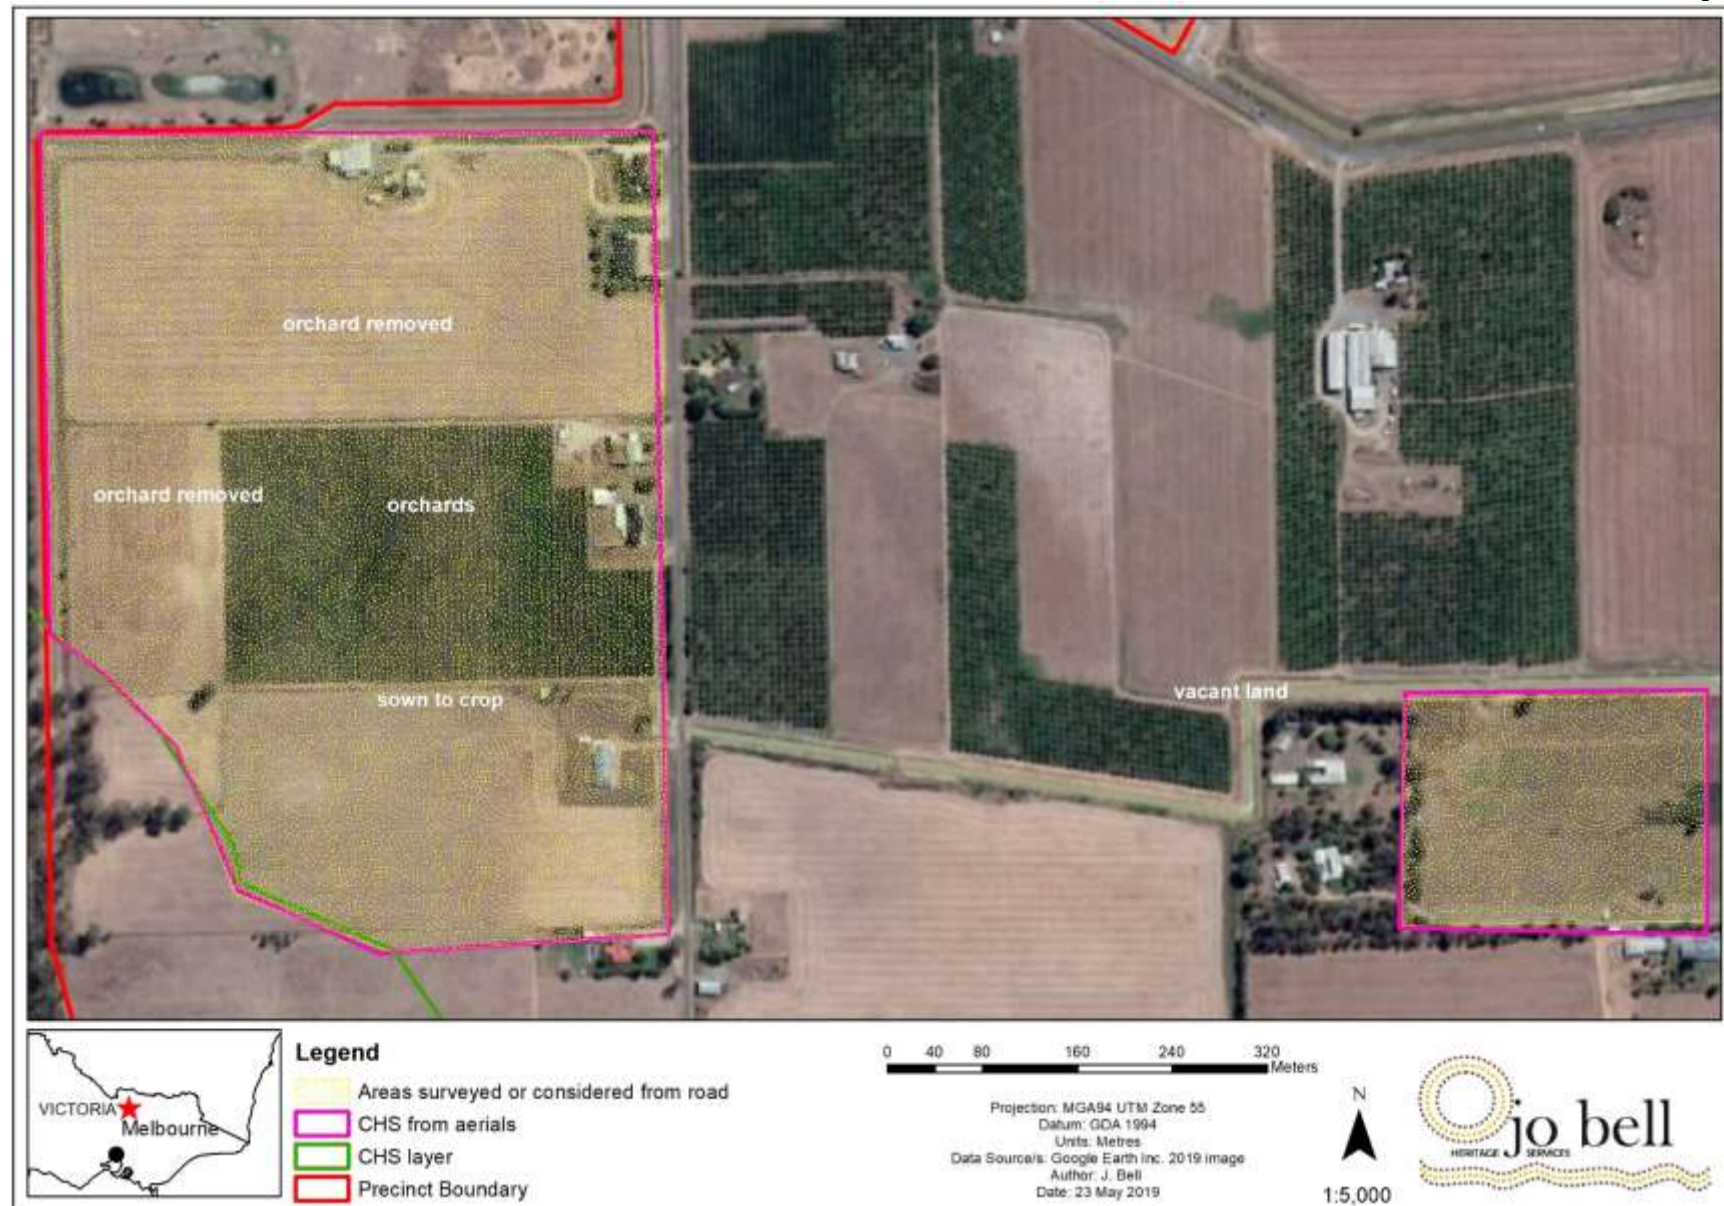 orchard removed
orchard removed
orchards
sown to crop
vacant land
VICTORIA
Melbourne
Legend
Areas surveyed or considered from road
CHS from aerials
CHS layer
Precinct Boundary
0 40 80 160 240 320
Meters
Projection: MGA94 UTM Zone 55
Datum: GDA 1994
Units: Metres
Data Source/s: Google Earth Inc. 2019 image
Author: J. Bell
Date: 23 May 2019
N
1:5,000
jo bell
HERITAGE SERVICES